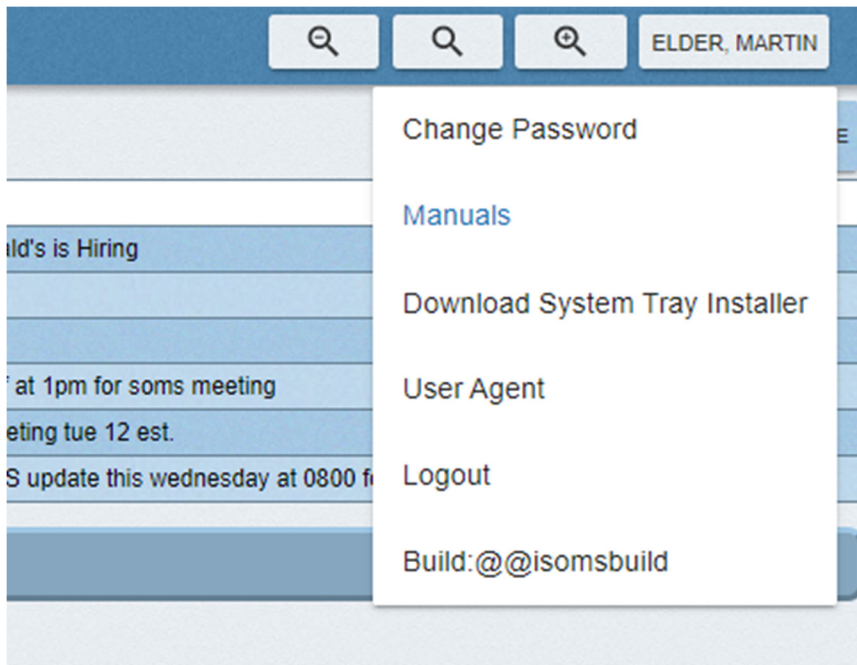 ELDER, MARTIN
Change Password
E
Manuals
ald's is Hiring
Download System Tray Installer
at 1pm for soms meeting
User Agent
eting tue 12 est.
S update this wednesday at 0800
Logout
Build:@@isomsbuild